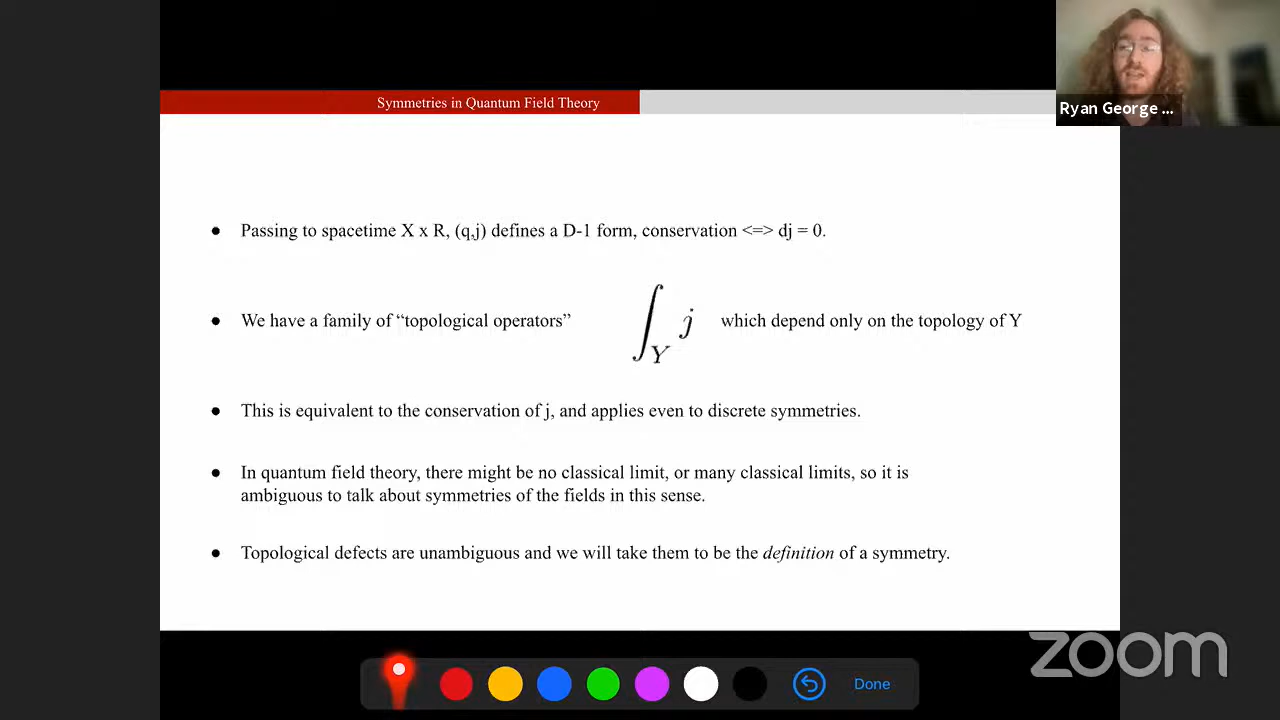 Symmetries in Quantum Field Theory
Ryan George ...
Passing to spacetime X x R, (q,j) defines a D-1 form, conservation <=> dj = 0.
We have a family of “topological operators” ∫_Y j which depend only on the topology of Y
This is equivalent to the conservation of j, and applies even to discrete symmetries.
In quantum field theory, there might be no classical limit, or many classical limits, so it is
ambiguous to talk about symmetries of the fields in this sense.
Topological defects are unambiguous and we will take them to be the definition of a symmetry.
zoom
Done